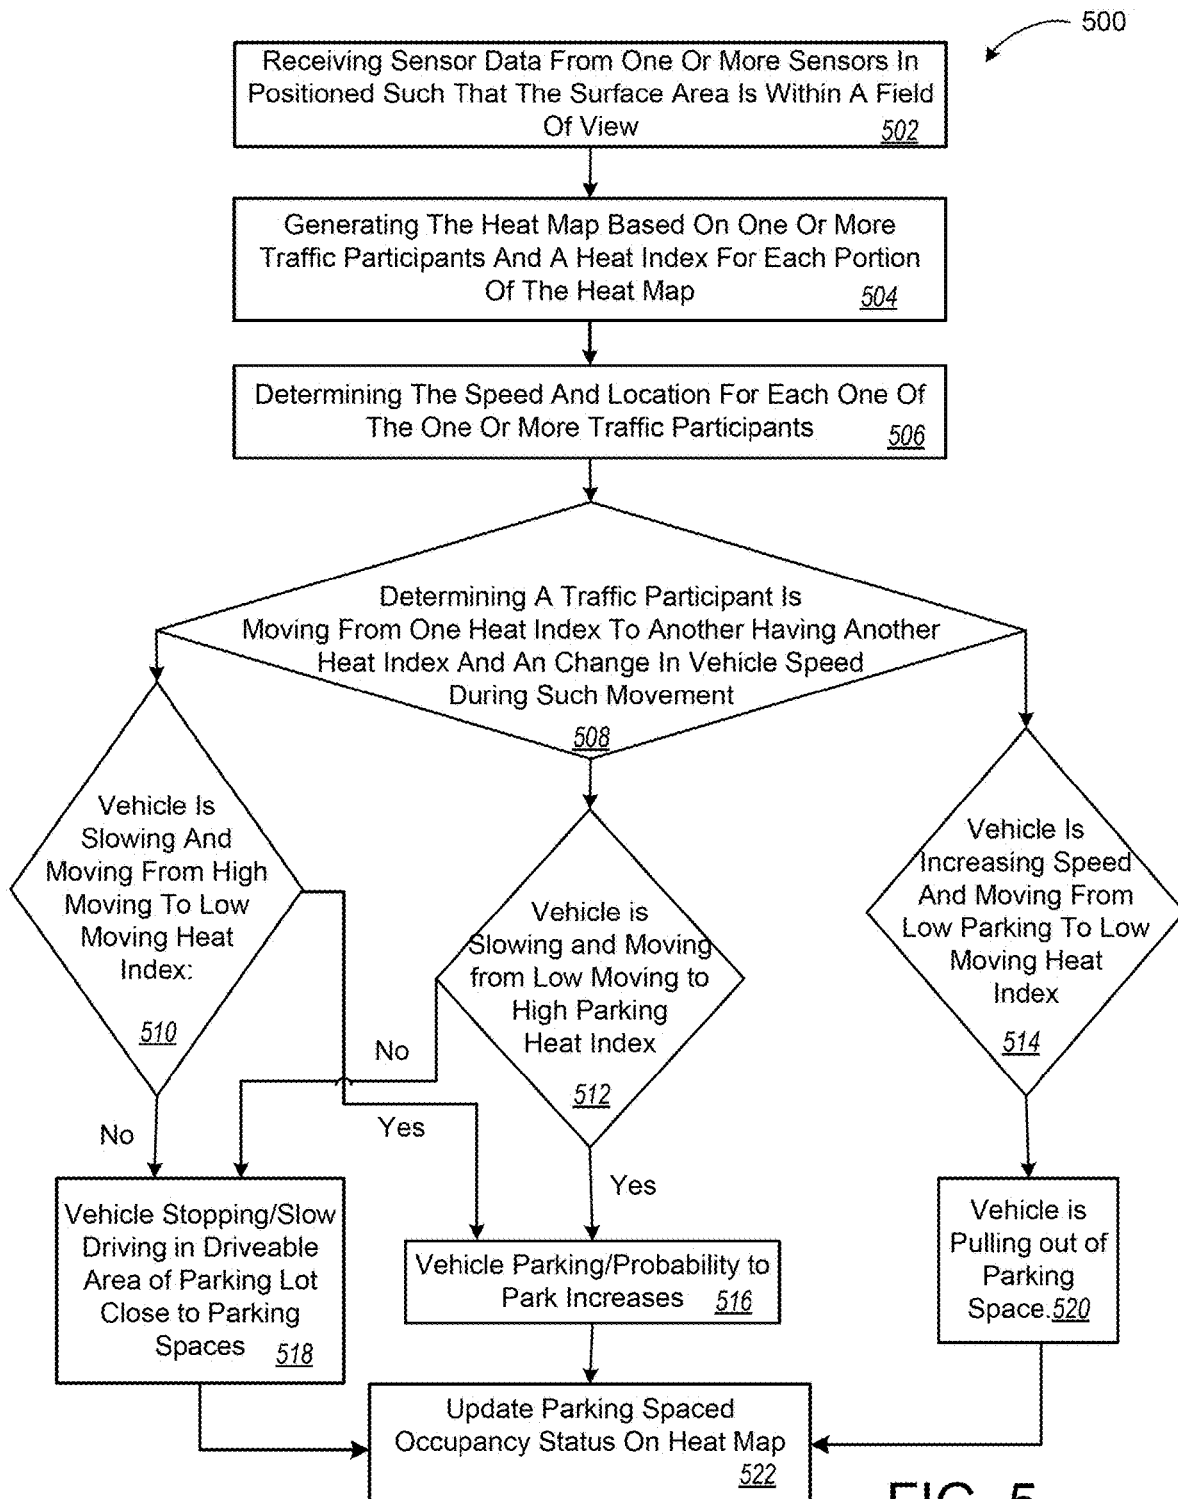 500
Receiving Sensor Data From One Or More Sensors In
Positioned Such That The Surface Area Is Within A Field
Of View
502
Generating The Heat Map Based On One Or More
Traffic Participants And A Heat Index For Each Portion
Of The Heat Map
504
Determining The Speed And Location For Each One Of
The One Or More Traffic Participants
506
Determining A Traffic Participant Is
Moving From One Heat Index To Another Having Another
Heat Index And An Change In Vehicle Speed
During Such Movement
508
Vehicle Is
Slowing And
Moving From High
Moving To Low
Moving Heat
Index:
510
Vehicle is
Slowing and Moving
from Low Moving to
High Parking
Heat Index
512
Vehicle Is
Increasing Speed
And Moving From
Low Parking To Low
Moving Heat
Index
514
No
No
Yes
Yes
Vehicle Stopping/Slow
Driving in Driveable
Area of Parking Lot
Close to Parking
Spaces
518
Vehicle Parking/Probability to
Park Increases
516
Vehicle is
Pulling out of
Parking
Space.
520
Update Parking Spaced
Occupancy Status On Heat Map
522
FIG. 5